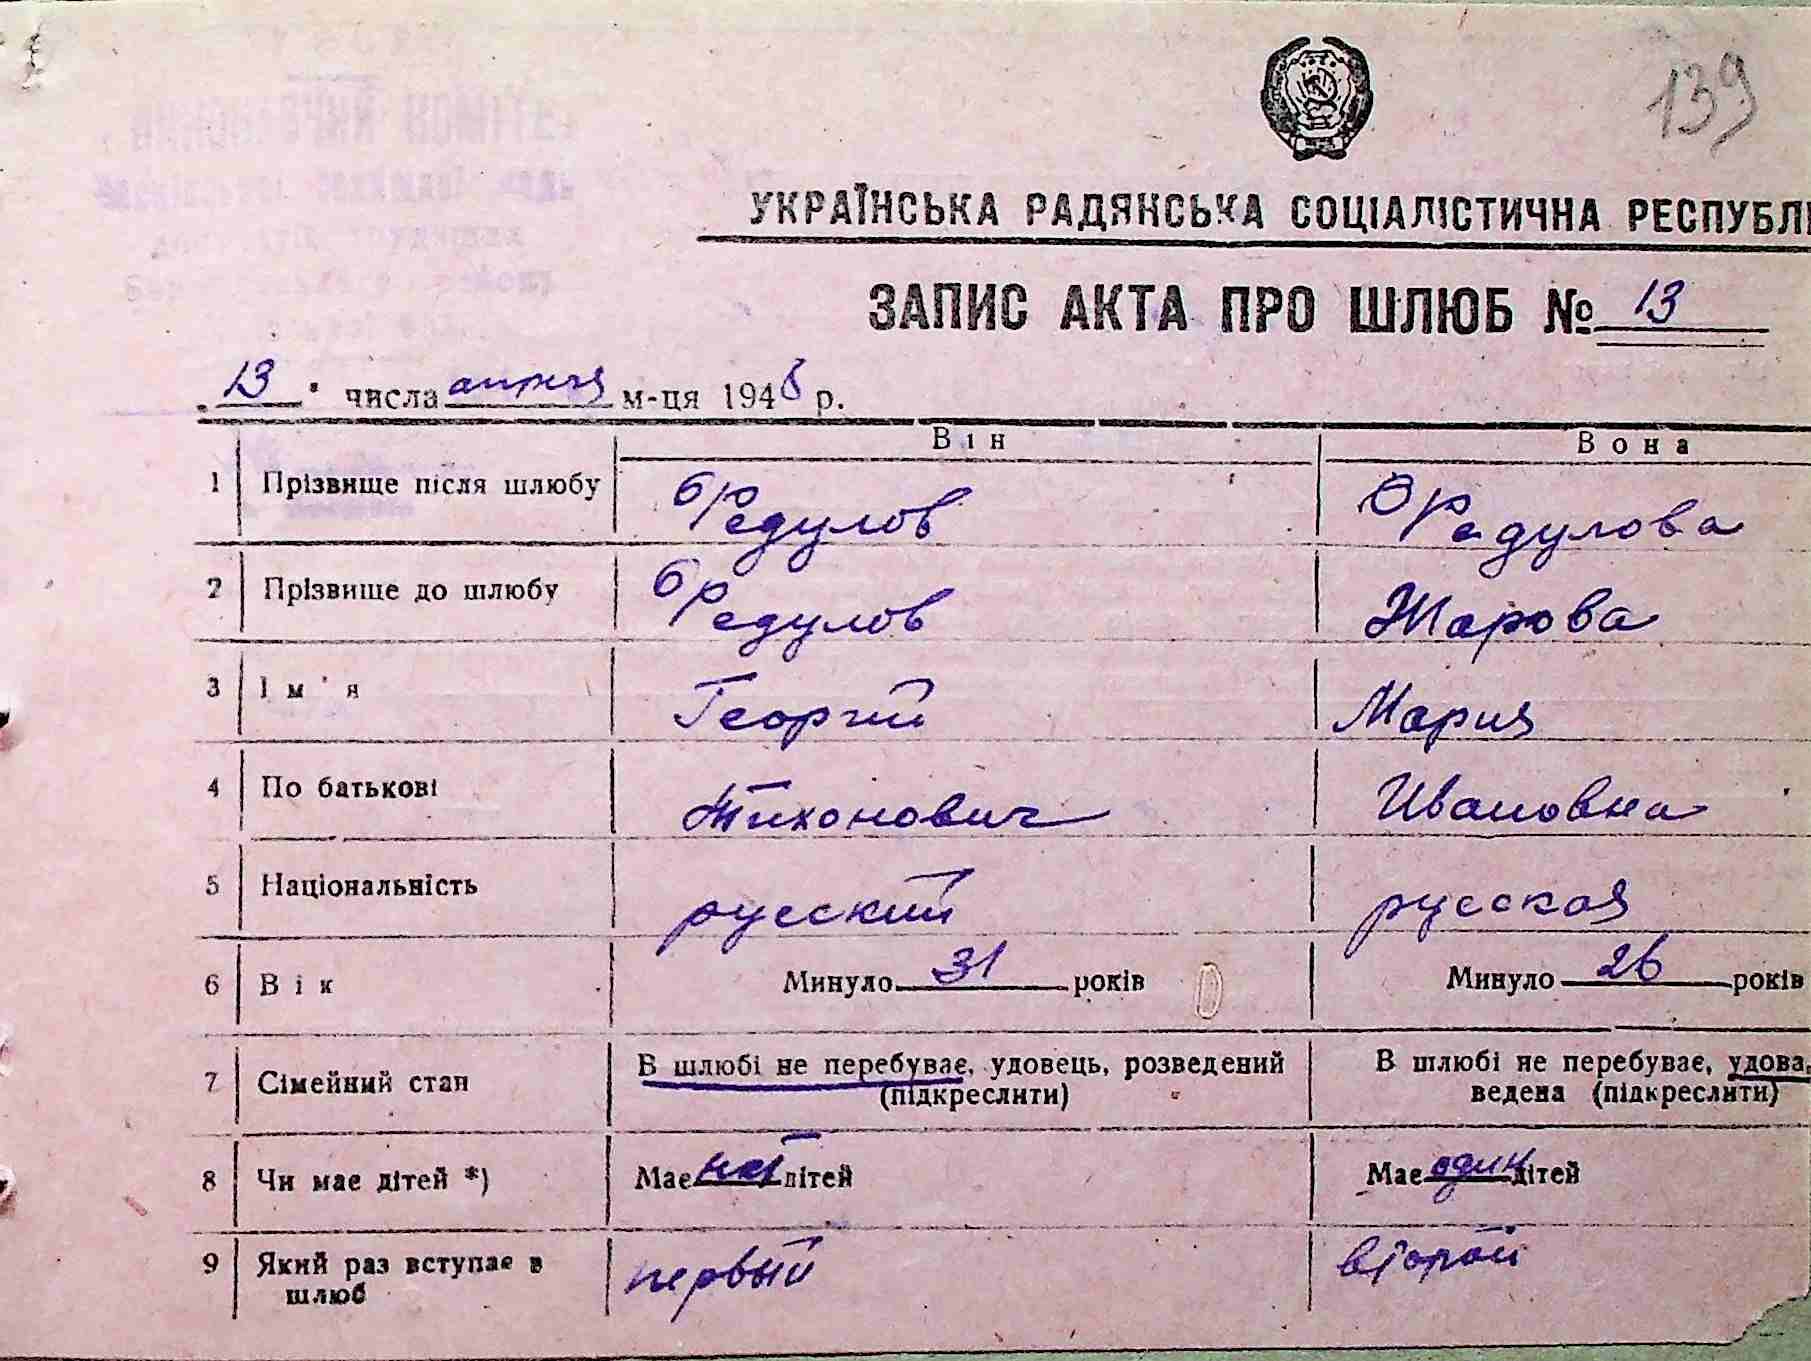 139
УКРАЇНСЬКА РАДЯНСЬКА СОЦІАЛІСТИЧНА РЕСПУБЛІ
ЗАПИС АКТА ПРО ШЛЮБ № 13
13 числа апреля м-ця 1948 р.
Він Вона
1 Прізвище після шлюбу Федулов Федулова
2 Прізвище до шлюбу Федулов Жарова
3 Ім'я Георгий Мария
4 По батькові Тихонович Ивановна
5 Національність русский русская
6 Вік Минуло 31 років Минуло 26 років
7 Сімейний стан В шлюбі не перебуває, удовець, розведений (підкреслити) В шлюбі не перебуває, удова, ведена (підкреслити)
8 Чи має дітей *) Має нет дітей Має один дітей
9 Який раз вступає в шлюб первый второй